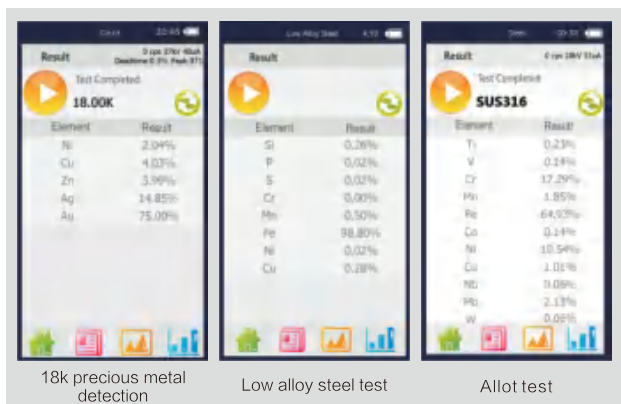 Result
Test Completed
18.00K
Element Result
Ni 2.04%
Cu 4.03%
Zn 3.99%
Ag 14.85%
Au 75.00%
18k precious metal
detection
Low Alloy Steel
Result
Element Result
Si 0.26%
P 0.02%
S 0.02%
Cr 0.00%
Mn 0.50%
Fe 98.80%
Ni 0.02%
Cu 0.28%
Low alloy steel test
Result
Test Completed
SUS316
Element Result
Ti 0.23%
V 0.14%
Cr 17.29%
Mn 1.85%
Fe 64.93%
Co 0.14%
Ni 10.54%
Cu 1.01%
Nb 0.06%
Mo 2.13%
W 0.06%
Allot test